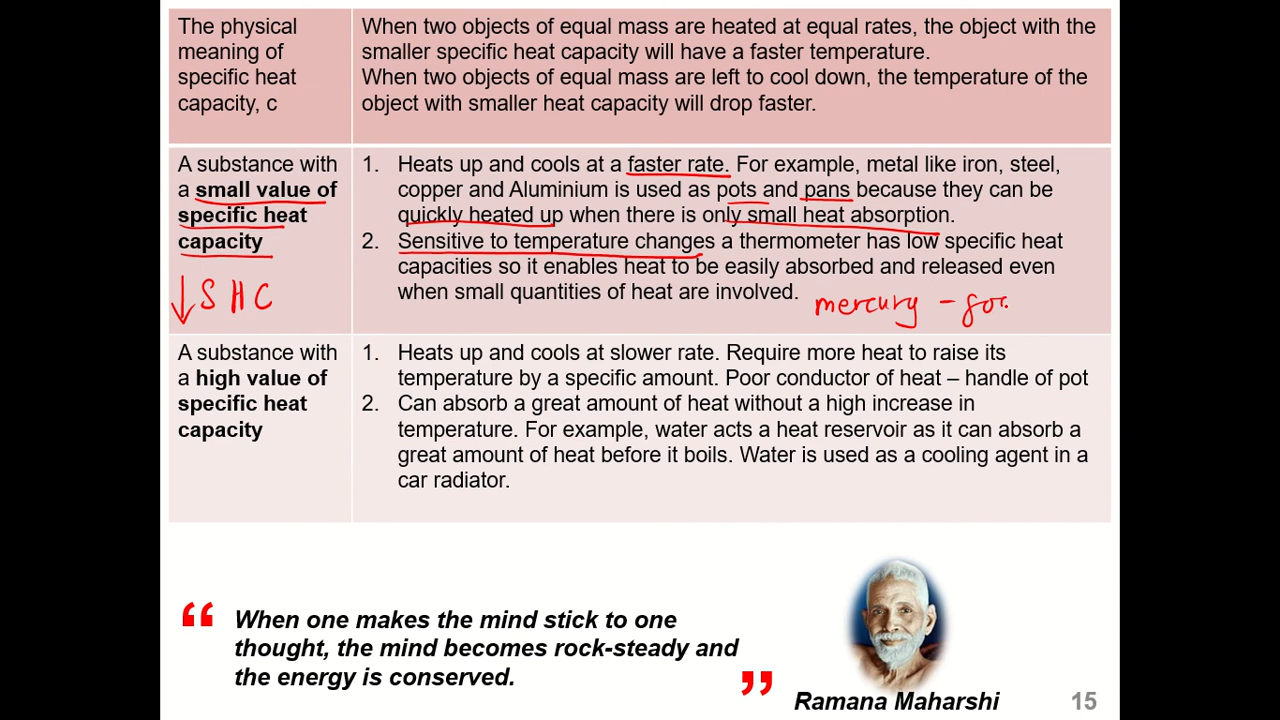 The physical
meaning of
specific heat
capacity, c
When two objects of equal mass are heated at equal rates, the object with the
smaller specific heat capacity will have a faster temperature.
When two objects of equal mass are left to cool down, the temperature of the
object with smaller heat capacity will drop faster.
A substance with
a small value of
specific heat
capacity
↓ S H C
1. Heats up and cools at a faster rate. For example, metal like iron, steel,
copper and Aluminium is used as pots and pans because they can be
quickly heated up when there is only small heat absorption.
2. Sensitive to temperature changes a thermometer has low specific heat
capacities so it enables heat to be easily absorbed and released even
when small quantities of heat are involved.
mercury -
A substance with
a high value of
specific heat
capacity
1. Heats up and cools at slower rate. Require more heat to raise its
temperature by a specific amount. Poor conductor of heat – handle of pot
2. Can absorb a great amount of heat without a high increase in
temperature. For example, water acts a heat reservoir as it can absorb a
great amount of heat before it boils. Water is used as a cooling agent in a
car radiator.
“ When one makes the mind stick to one
thought, the mind becomes rock-steady and
the energy is conserved. ”
Ramana Maharshi
15